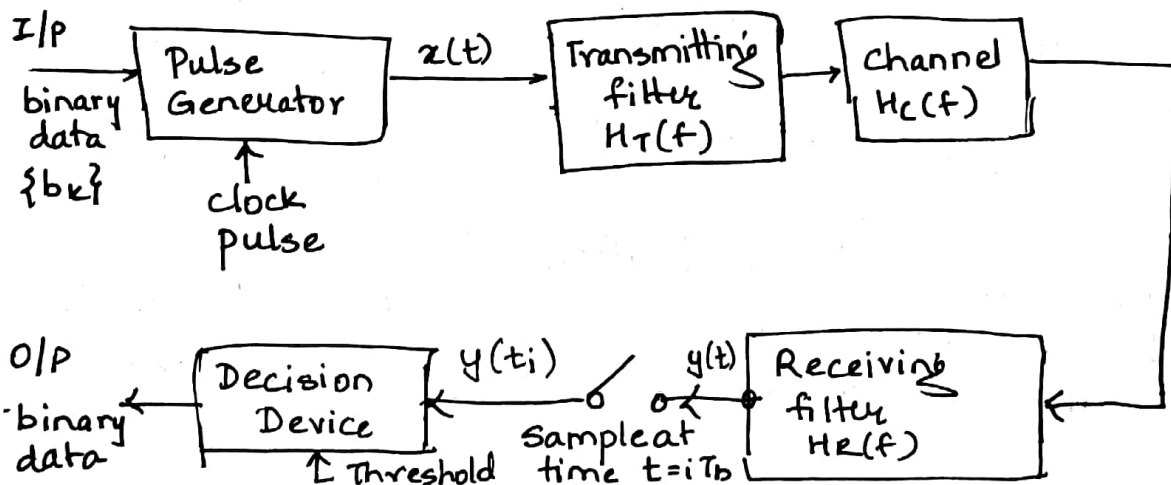 I/P
binary
data
{bk}
Pulse
Generator
clock
pulse
x(t)
Transmitting
filter
HT(f)
Channel
HC(f)
Receiving
filter
HR(f)
y(t)
Sample at
time t=iTb
y(ti)
Decision
Device
Threshold
O/P
binary
data